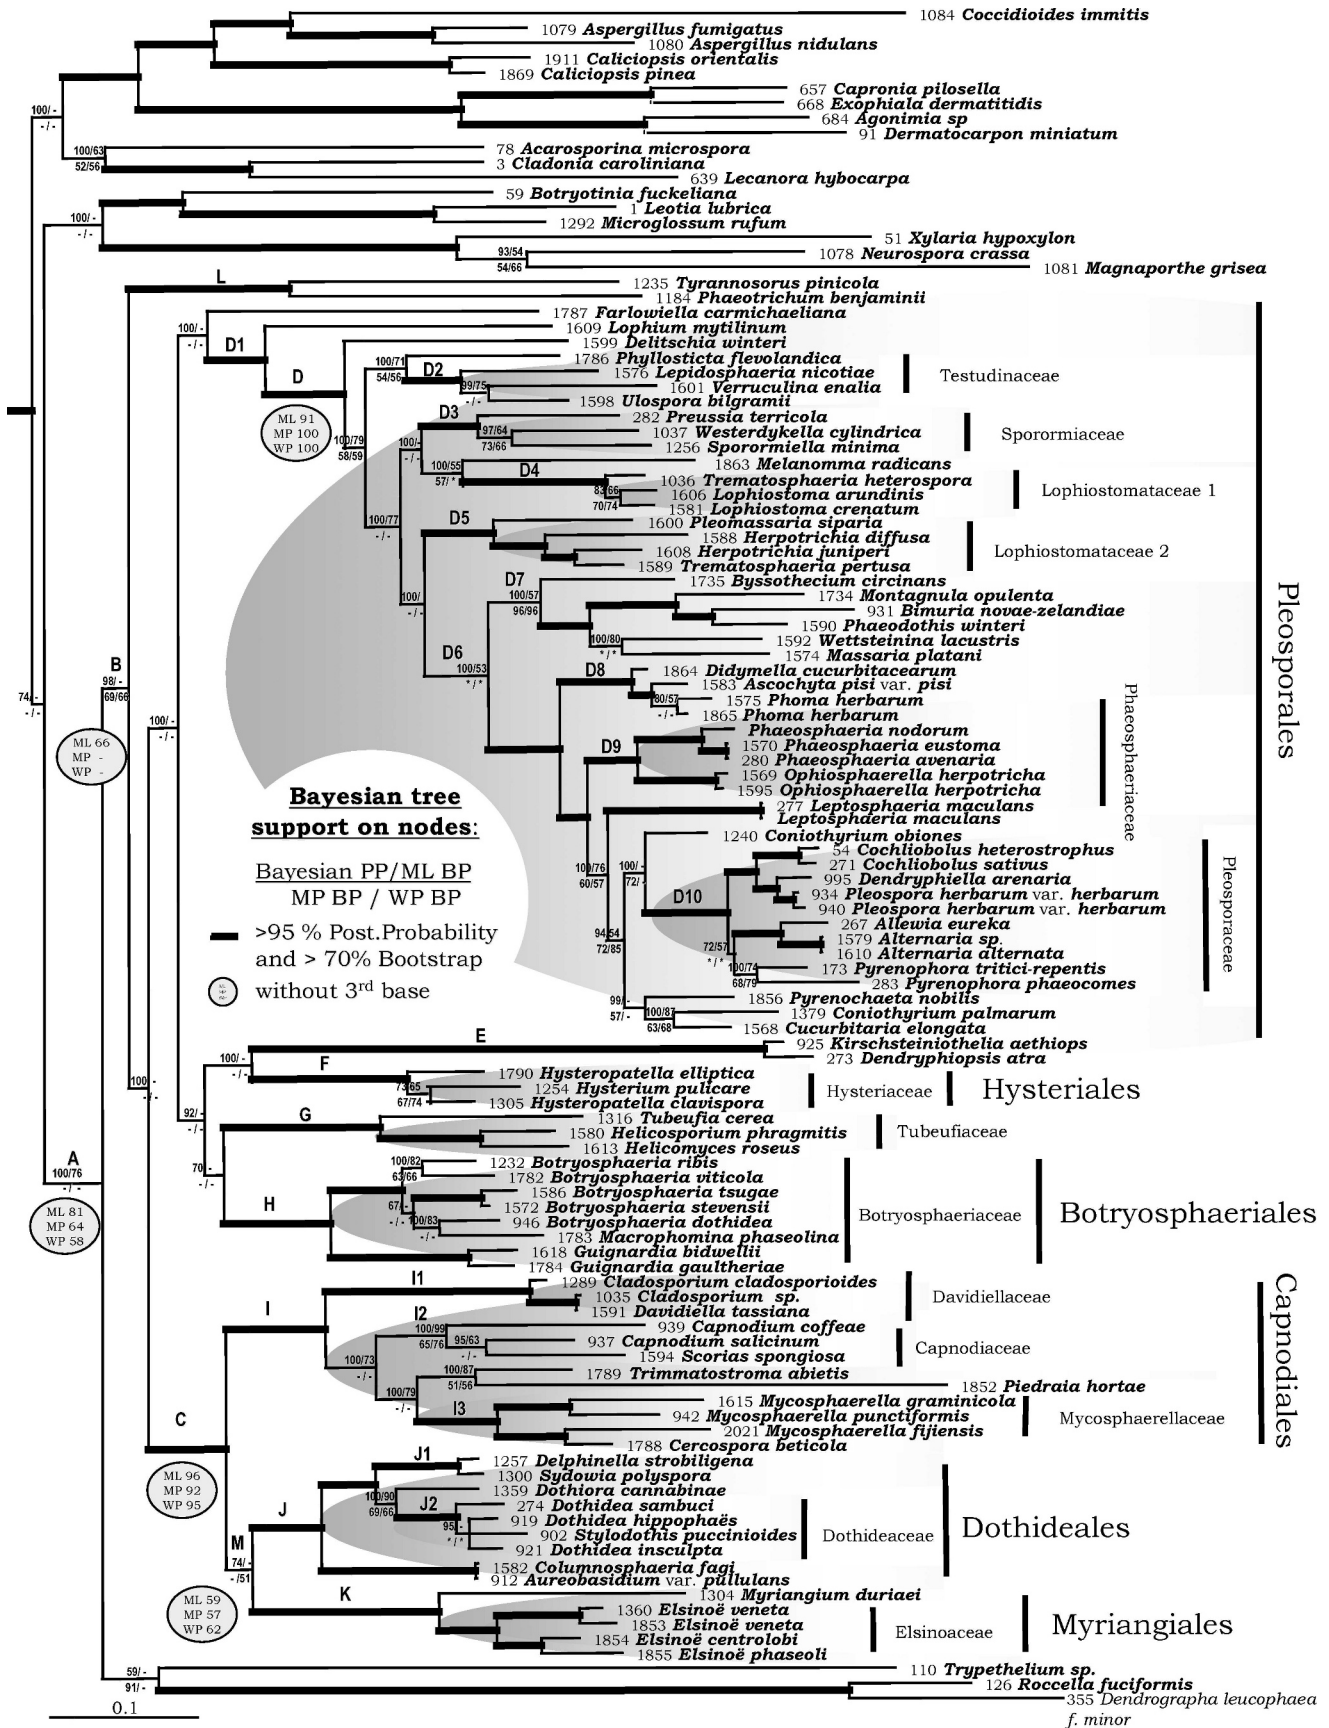 1084 Coccidioides immitis
1079 Aspergillus fumigatus
1080 Aspergillus nidulans
1911 Caliciopsis orientalis
1869 Caliciopsis pinea
657 Capronia pilosella
668 Exophiala dermatitidis
684 Agonimia sp
91 Dermatocarpon miniatum
100/ -
- / -
100/63
52/56
78 Acarosporina microspora
3 Cladonia caroliniana
639 Lecanora hybocarpa
59 Botryotinia fuckeliana
1 Leotia lubrica
1292 Microglossum rufum
100/ -
- / -
51 Xylaria hypoxylon
93/54
54/66
1078 Neurospora crassa
1081 Magnaporthe grisea
L
1235 Tyrannosorus pinicola
1184 Phaeotrichum benjaminii
100/ -
- / -
1787 Farlowiella carmichaeliana
D1
1609 Lophium mytilinum
D
1599 Delitschia winteri
ML 91
MP 100
WP 100
100/71
54/56
1786 Phyllosticta flevolandica
D2
1576 Lepidosphaeria nicotiae
99/75
- / -
1601 Verruculina enalia
1598 Ulospora bilgramii
Testudinaceae
100/79
58/59
D3
282 Preussia terricola
97/64
73/66
1037 Westerdykella cylindrica
1256 Sporormiella minima
Sporormiaceae
100/-
- / -
100/55
57/ *
1863 Melanomma radicans
D4
1036 Trematosphaeria heterospora
83/66
70/74
1606 Lophiostoma arundinis
1581 Lophiostoma crenatum
Lophiostomataceae 1
100/77
- / -
D5
1600 Pleomassaria siparia
1588 Herpotrichia diffusa
1608 Herpotrichia juniperi
1589 Trematosphaeria pertusa
Lophiostomataceae 2
100/
- / -
D7
100/57
96/96
1735 Byssothecium circinans
1734 Montagnula opulenta
931 Bimuria novae-zelandiae
1590 Phaeodothis winteri
100/80
* / *
1592 Wettsteinina lacustris
1574 Massaria platani
D6
100/53
* / *
D8
1864 Didymella cucurbitacearum
1583 Ascochyta pisi var. pisi
80/57
- / -
1575 Phoma herbarum
1865 Phoma herbarum
D9
Phaeosphaeria nodorum
1570 Phaeosphaeria eustoma
280 Phaeosphaeria avenaria
1569 Ophiosphaerella herpotricha
1595 Ophiosphaerella herpotricha
Phaeosphaeriaceae
277 Leptosphaeria maculans
Leptosphaeria maculans
100/76
60/57
1240 Coniothyrium obiones
100/
72/
D10
54 Cochliobolus heterostrophus
271 Cochliobolus sativus
995 Dendryphiella arenaria
934 Pleospora herbarum var. herbarum
940 Pleospora herbarum var. herbarum
267 Allewia eureka
1579 Alternaria sp.
1610 Alternaria alternata
72/57
* / *
100/74
68/79
173 Pyrenophora tritici-repentis
283 Pyrenophora phaeocomes
Pleosporaceae
94/54
72/85
99/ -
57/ -
1856 Pyrenochaeta nobilis
100/87
63/68
1379 Coniothyrium palmarum
1568 Cucurbitaria elongata
Pleosporales
74/ -
- / -
B
98/ -
69/66
ML 66
MP -
WP -
100/ -
- / -
Bayesian tree
support on nodes:
Bayesian PP/ML BP
MP BP / WP BP
>95 % Post.Probability
and > 70% Bootstrap
without 3rd base
100/ -
- / -
E
925 Kirschsteiniothelia aethiops
273 Dendryphiopsis atra
100/ -
- / -
F
1790 Hysteropatella elliptica
73/65
67/74
1254 Hysterium pulicare
1305 Hysteropatella clavispora
Hysteriaceae
Hysteriales
92/
- / -
G
1316 Tubeufia cerea
1580 Helicosporium phragmitis
1613 Helicomyces roseus
Tubeufiaceae
70/ -
- / -
H
100/82
63/66
1232 Botryosphaeria ribis
1782 Botryosphaeria viticola
1586 Botryosphaeria tsugae
67/ -
- / -
1572 Botryosphaeria stevensii
100/83
- / -
946 Botryosphaeria dothidea
1783 Macrophomina phaseolina
1618 Guignardia bidwellii
1784 Guignardia gaultheriae
Botryosphaeriaceae
Botryosphaeriales
A
100/76
- / -
ML 81
MP 64
WP 58
I
I1
1289 Cladosporium cladosporioides
1035 Cladosporium sp.
1591 Davidiella tassiana
Davidiellaceae
I2
100/99
65/76
939 Capnodium coffeae
95/63
- / -
937 Capnodium salicinum
1594 Scorias spongiosa
Capnodiaceae
100/73
- / -
100/87
51/56
1789 Trimmatostroma abietis
1852 Piedraia hortae
100/79
- / -
I3
1615 Mycosphaerella graminicola
942 Mycosphaerella punctiformis
2021 Mycosphaerella fijiensis
1788 Cercospora beticola
Mycosphaerellaceae
Capnodiales
C
ML 96
MP 92
WP 95
J1
1257 Delphinella strobiligena
1300 Sydowia polyspora
J
100/90
69/66
1359 Dothiora cannabinae
J2
274 Dothidea sambuci
95/ -
* / *
919 Dothidea hippophaës
902 Stylodothis puccinioides
921 Dothidea insculpta
Dothideaceae
Dothideales
1582 Columnosphaeria fagi
912 Aureobasidium var. pullulans
M
74/
- /51
ML 59
MP 57
WP 62
K
1304 Myriangium duriaei
1360 Elsinoë veneta
1853 Elsinoë veneta
1854 Elsinoë centrolobi
1855 Elsinoë phaseoli
Elsinoaceae
Myriangiales
59/ -
91/ -
110 Trypethelium sp.
126 Roccella fuciformis
355 Dendrographa leucophaea
f. minor
0.1